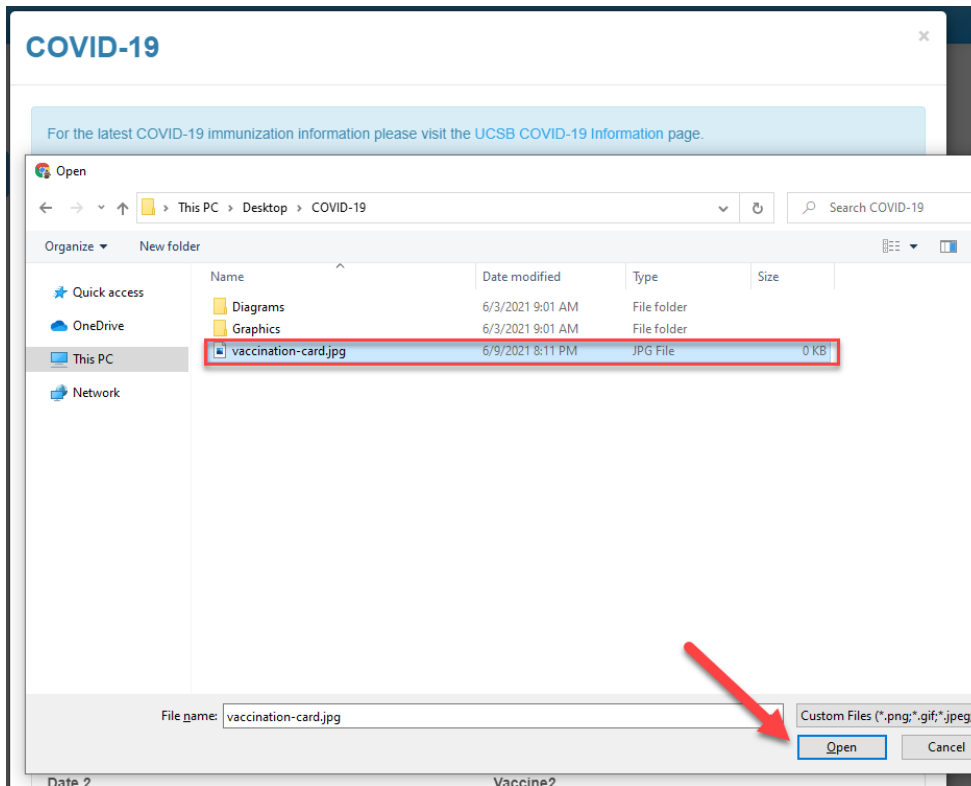 COVID-19
×
For the latest COVID-19 immunization information please visit the UCSB COVID-19 Information page.
Open
This PC > Desktop > COVID-19
Search COVID-19
Organize
New folder
Name
Date modified
Type
Size
Quick access
OneDrive
This PC
Network
Diagrams 6/3/2021 9:01 AM File folder
Graphics 6/3/2021 9:01 AM File folder
vaccination-card.jpg 6/9/2021 8:11 PM JPG File 0 KB
File name: vaccination-card.jpg
Custom Files (*.png;*.gif;*.jpeg
Open
Cancel
Date 2
Vaccine2